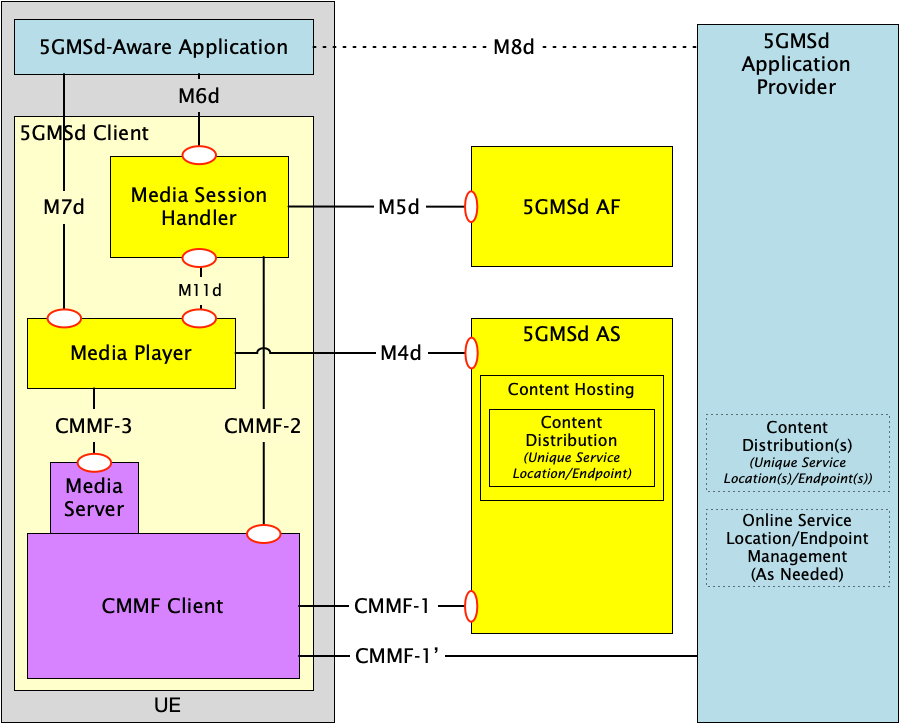 5GMSd-Aware Application
M8d
5GMSd
Application
Provider
M6d
5GMSd Client
Media Session
Handler
M7d
M5d
5GMSd AF
M11d
Media Player
M4d
5GMSd AS
Content Hosting
Content
Distribution
(Unique Service
Location/Endpoint)
Content
Distribution(s)
(Unique Service
Location(s)/Endpoint(s))
CMMF-3
CMMF-2
Media
Server
Online Service
Location/Endpoint
Management
(As Needed)
CMMF Client
CMMF-1
CMMF-1’
UE